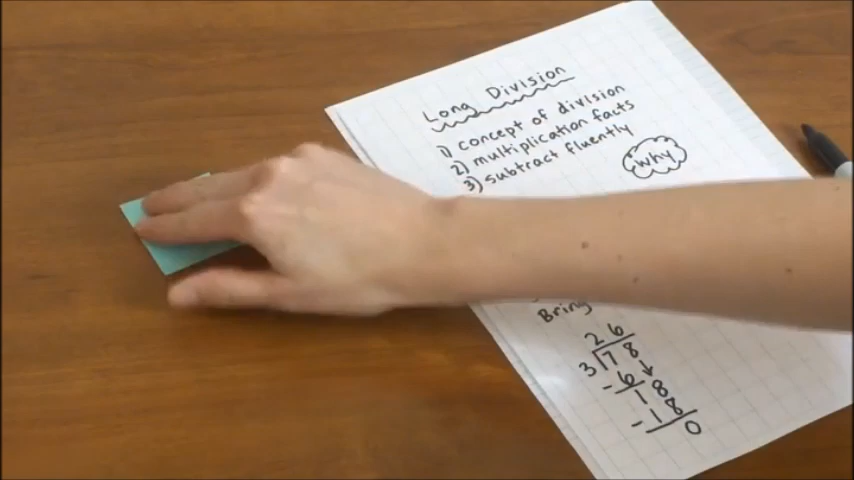 Long Division
1) concept of division
2) multiplication facts
3) subtract fluently
why
Bring
26
3 78
- 6 8
18
- 18
0